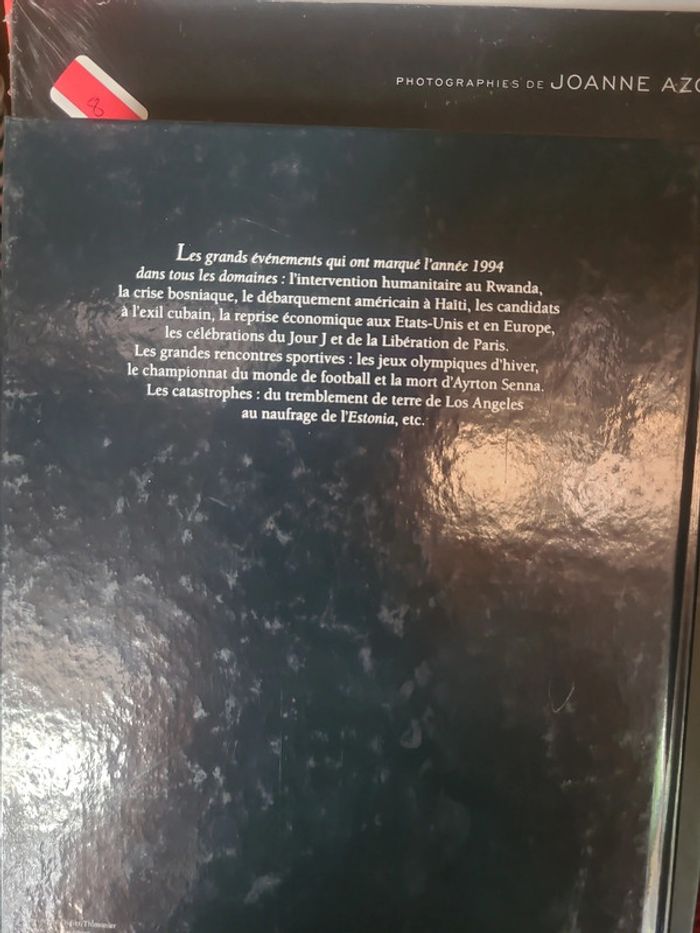 PHOTOGRAPHIES DE JOANNE
8
Les grands événements qui ont marqué l'année 1994
dans tous les domaines : l'intervention humanitaire au Rwanda,
la crise bosniaque, le débarquement américain à Haïti, les candidats
à l'exil cubain, la reprise économique aux Etats-Unis et en Europe,
les célébrations du Jour J et de la Libération de Paris.
Les grandes rencontres sportives : les jeux olympiques d'hiver,
le championnat du monde de football et la mort d'Ayrton Senna.
Les catastrophes : du tremblement de terre de Los Angeles
au naufrage de l'Estonia, etc.